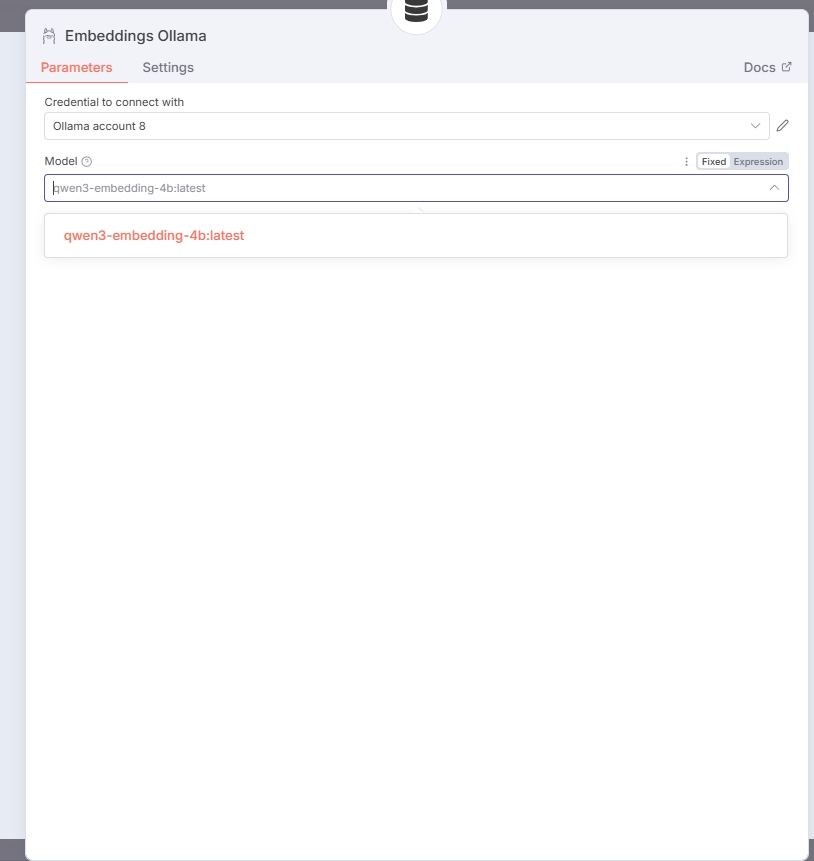 Embeddings Ollama
Parameters Settings Docs
Credential to connect with
Ollama account 8
Model Fixed Expression
qwen3-embedding-4b:latest
qwen3-embedding-4b:latest